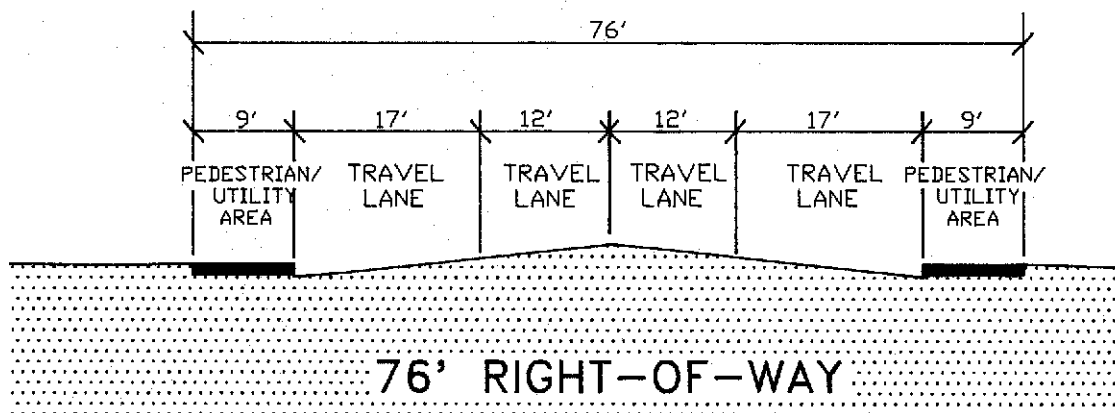 76'
9' 17' 12' 12' 17' 9'
PEDESTRIAN/
UTILITY
AREA
TRAVEL
LANE
TRAVEL
LANE
TRAVEL
LANE
TRAVEL
LANE
PEDESTRIAN/
UTILITY
AREA
76' RIGHT-OF-WAY